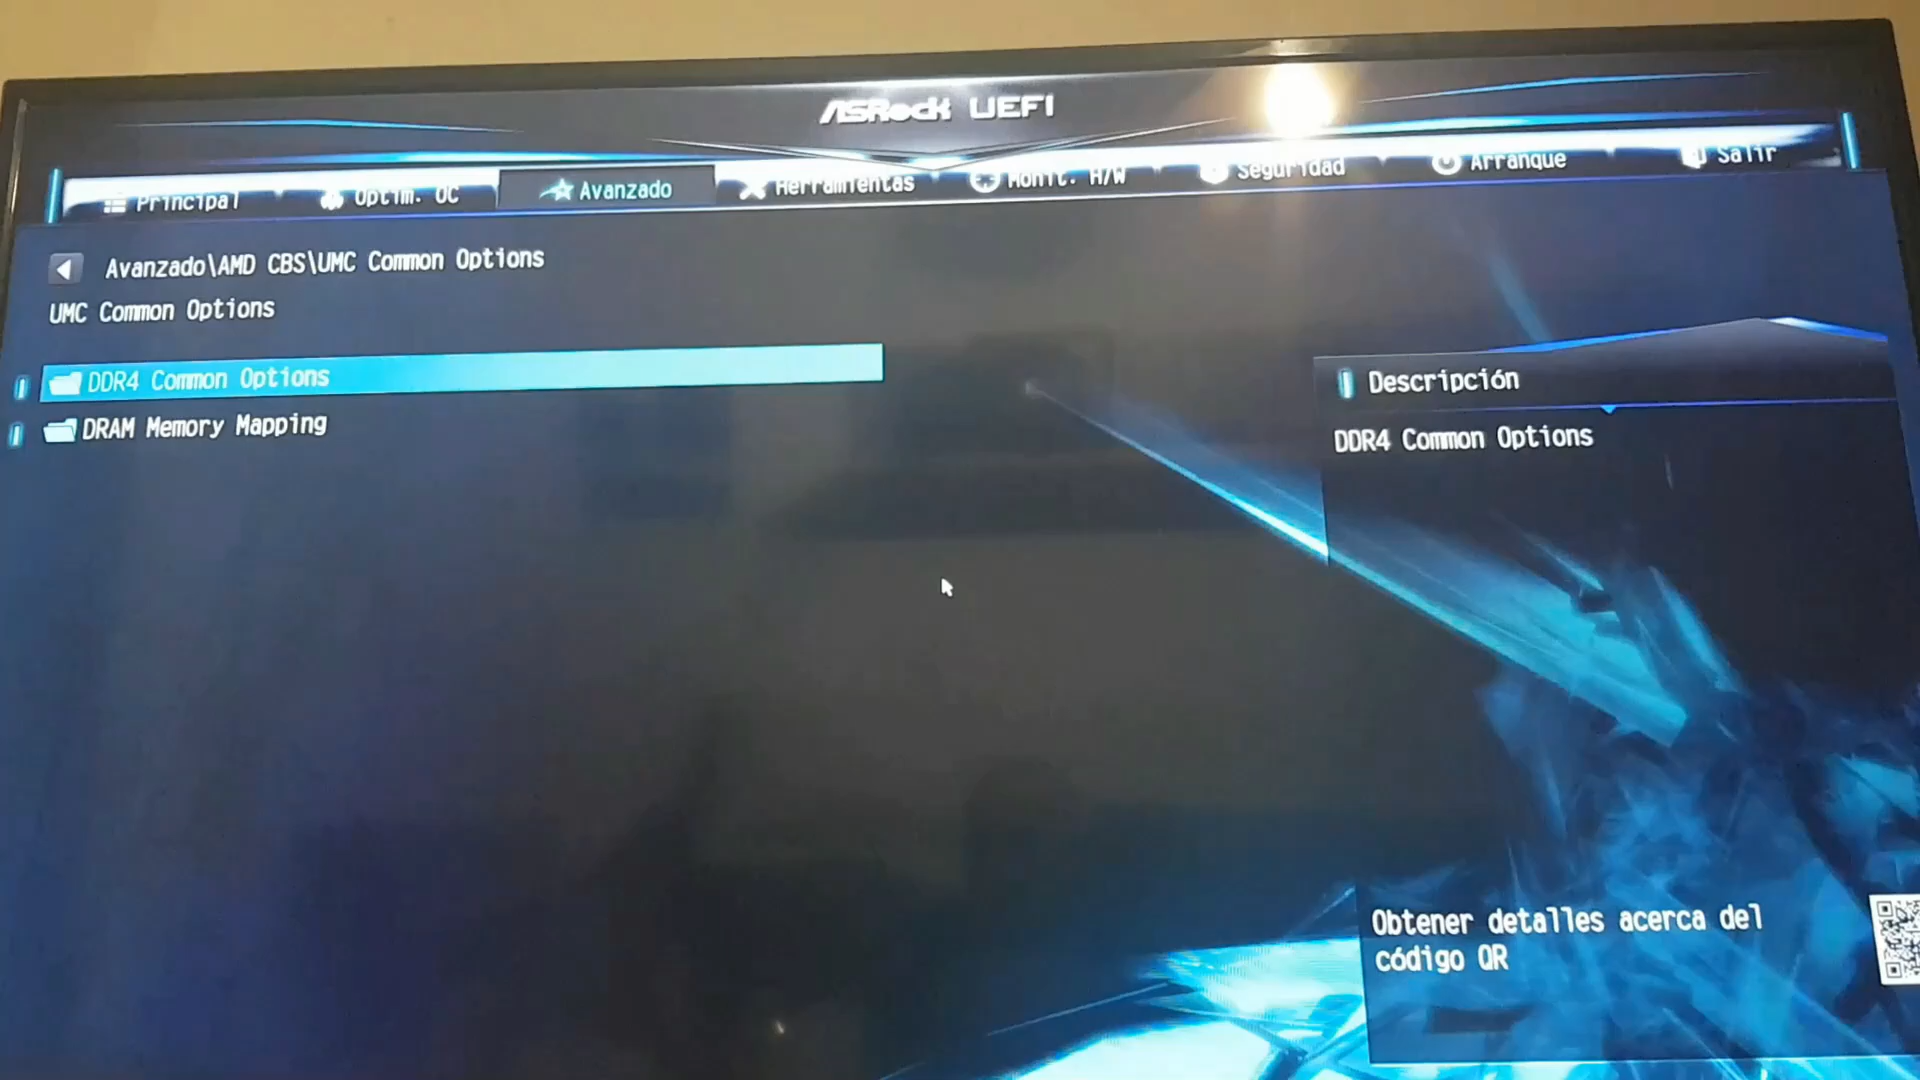 ASRock UEFI
Principal
Optim. OC
Avanzado
Herramientas
Monit. H/W
Seguridad
Arranque
Salir
Avanzado\AMD CBS\UMC Common Options
UMC Common Options
DDR4 Common Options
DRAM Memory Mapping
Descripción
DDR4 Common Options
Obtener detalles acerca del
código QR